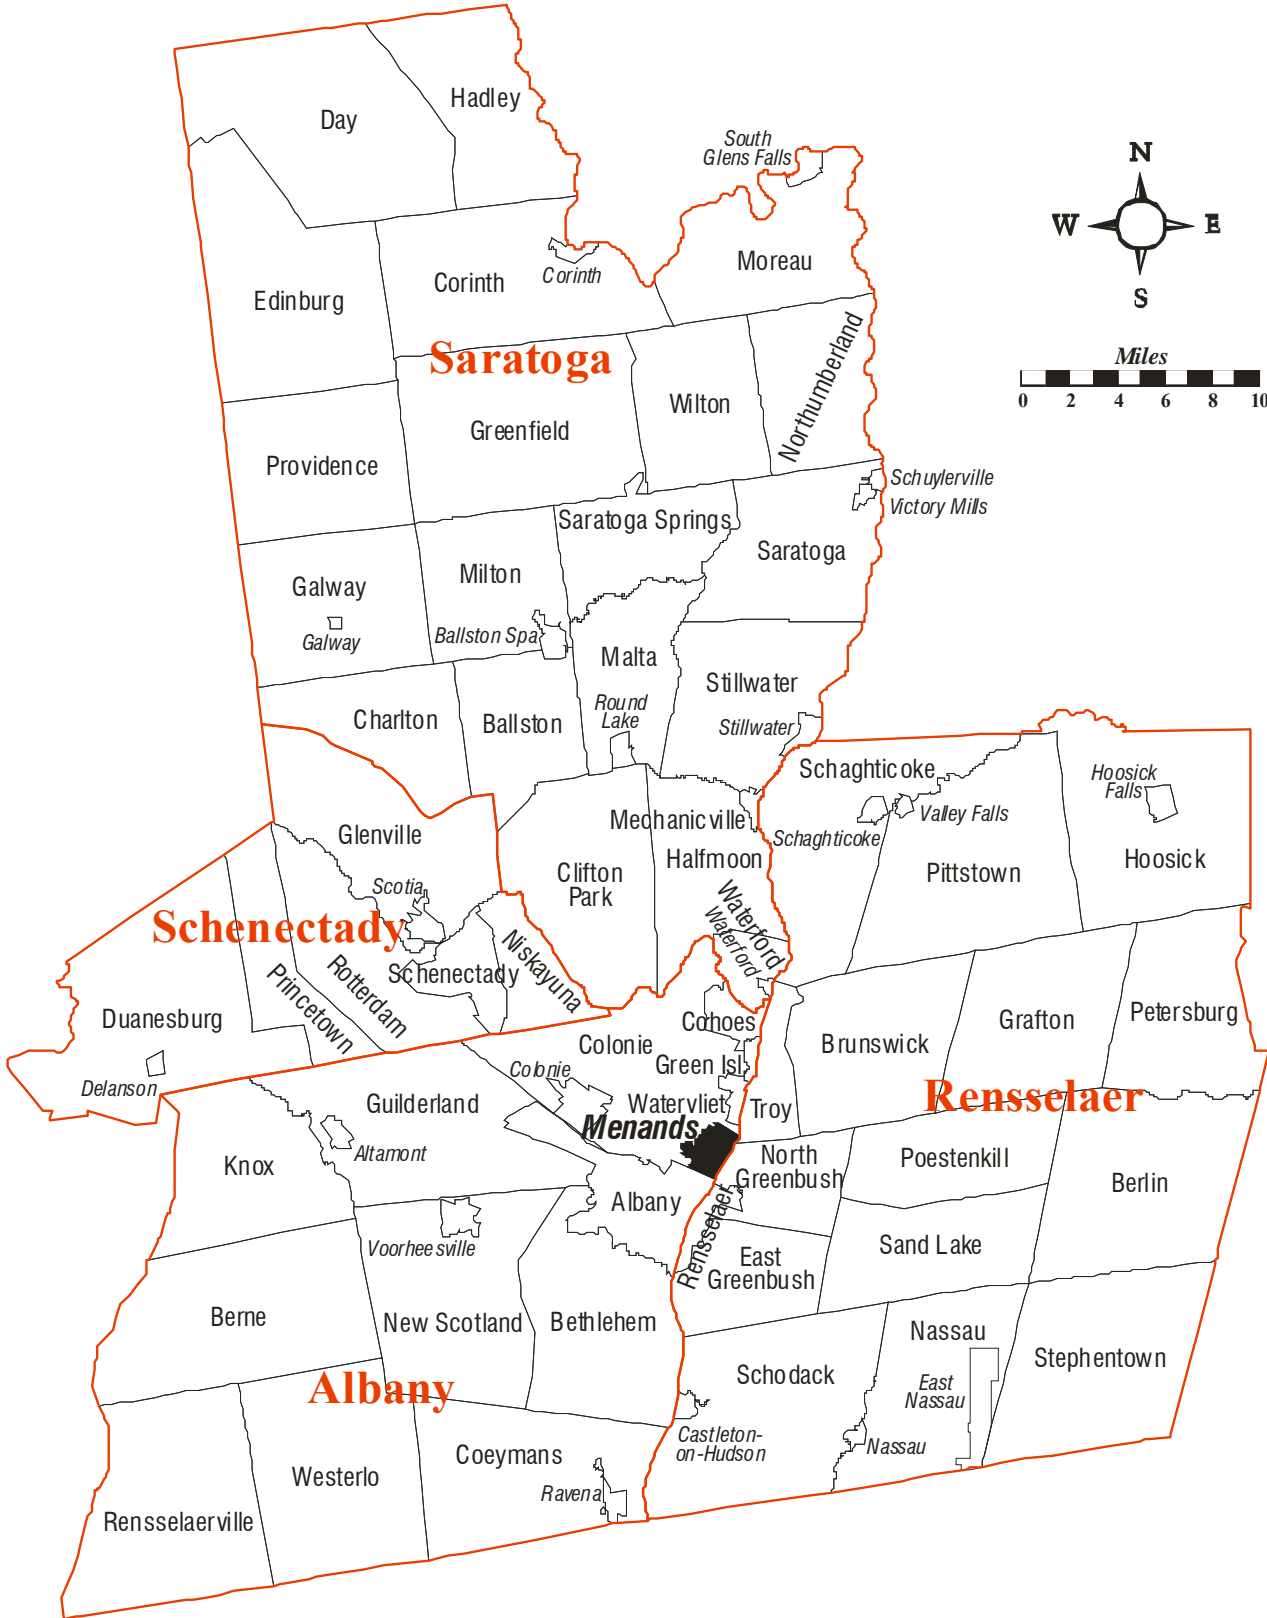 Hadley
Day
South
Glens Falls
N
W
E
S
Moreau
Corinth
Corinth
Edinburg
Saratoga
Northumberland
Miles
0 2 4 6 8 10
Wilton
Greenfield
Providence
Schuylerville
Victory Mills
Saratoga Springs
Saratoga
Milton
Galway
Galway
Ballston Spa
Malta
Stillwater
Round
Lake
Stillwater
Charlton
Ballston
Schaghticoke
Hoosick
Falls
Valley Falls
Schaghticoke
Mechanicville
Glenville
Halfmoon
Hoosick
Clifton
Park
Pittstown
Scotia
Waterford
Waterford
Schenectady
Schenectady
Niskayuna
Rotterdam
Princetown
Duanesburg
Delanson
Cohoes
Colonie
Green Isl.
Colonie
Brunswick
Grafton
Petersburg
Rensselaer
Guilderland
Watervliet
Troy
Menands
Altamont
Knox
North
Greenbush
Poestenkill
Berlin
Albany
Rensselaer
Voorheesville
Sand Lake
East
Greenbush
Berne
New Scotland
Bethlehem
Nassau
Stephentown
Schodack
East
Nassau
Albany
Castleton-
on-Hudson
Nassau
Coeymans
Westerlo
Ravena
Rensselaerville